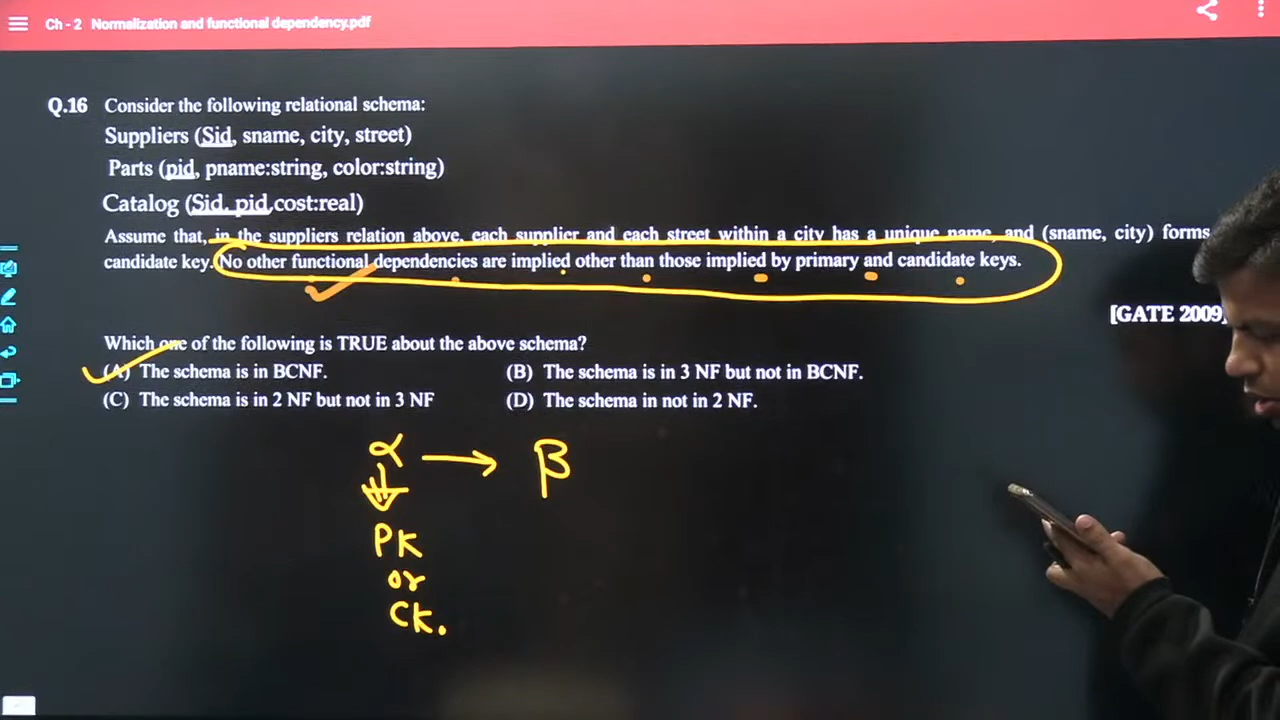 Ch - 2 Normalization and functional dependency.pdf
Q.16 Consider the following relational schema:
Suppliers (Sid, sname, city, street)
Parts (pid, pname:string, color:string)
Catalog (Sid. pid,cost:real)
Assume that, in the suppliers relation above, each supplier and each street within a city has a unique name, and (sname, city) forms
candidate key. No other functional dependencies are implied other than those implied by primary and candidate keys.
[GATE 2009]
Which one of the following is TRUE about the above schema?
(A) The schema is in BCNF. (B) The schema is in 3 NF but not in BCNF.
(C) The schema is in 2 NF but not in 3 NF (D) The schema in not in 2 NF.
α → β
PK
or
CK.